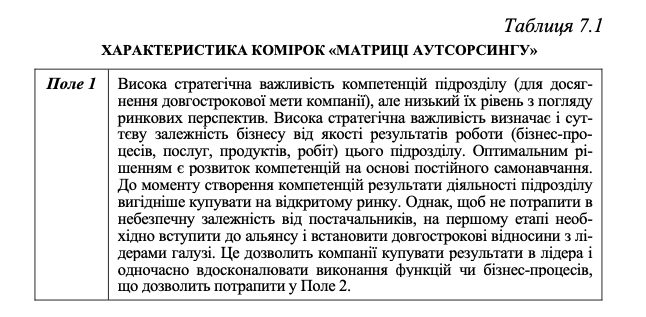 Таблиця 7.1
ХАРАКТЕРИСТИКА КОМІРОК «МАТРИЦІ АУТСОРСИНГУ»
Поле 1
Висока стратегічна важливість компетенцій підрозділу (для досяг-
нення довгострокової мети компанії), але низький їх рівень з погляду
ринкових перспектив. Висока стратегічна важливість визначає і сут-
тєву залежність бізнесу від якості результатів роботи (бізнес-про-
цесів, послуг, продуктів, робіт) цього підрозділу. Оптимальним рі-
шенням є розвиток компетенцій на основі постійного самонавчання.
До моменту створення компетенцій результати діяльності підрозділу
вигідніше купувати на відкритому ринку. Однак, щоб не потрапити в
небезпечну залежність від постачальників, на першому етапі необ-
хідно вступити до альянсу і встановити довгострокові відносини з лі-
дерами галузі. Це дозволить компанії купувати результати в лідера і
одночасно вдосконалювати виконання функцій чи бізнес-процесів,
що дозволить потрапити у Поле 2.